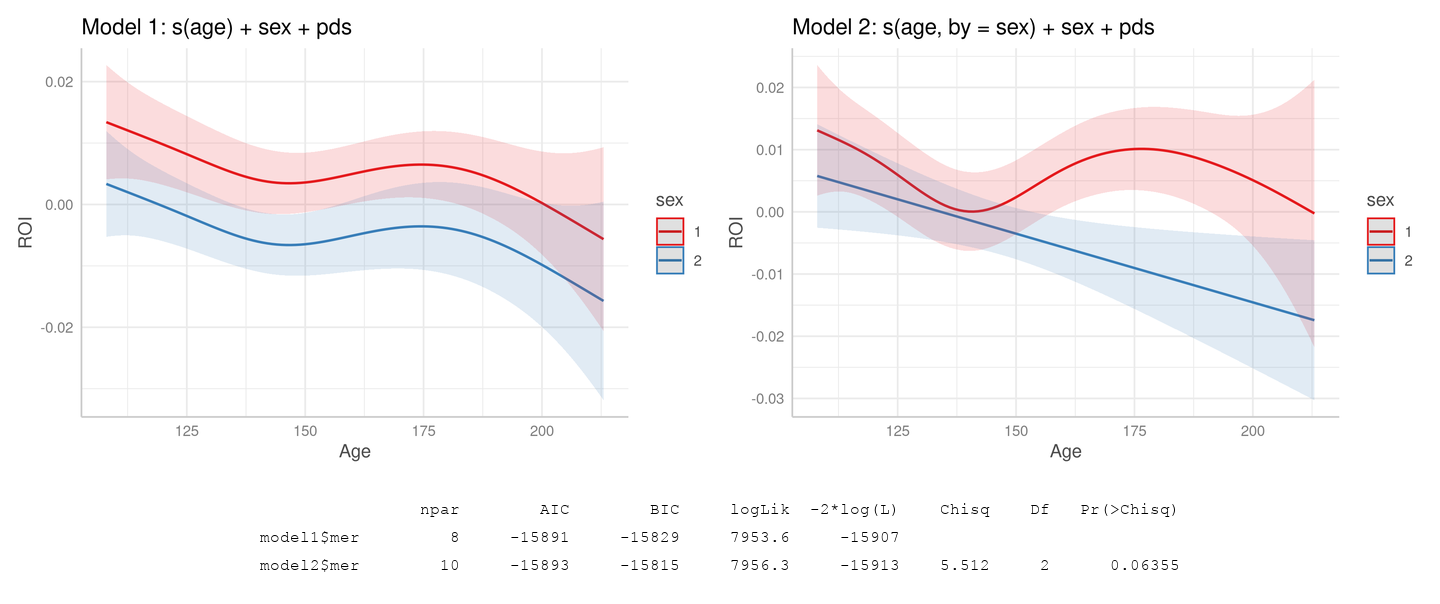 Model 1: s(age) + sex + pds
0.02
0.00
-0.02
ROI
125 150 175 200
Age
sex
1
2
Model 2: s(age, by = sex) + sex + pds
0.02
0.01
0.00
-0.01
-0.02
-0.03
ROI
125 150 175 200
Age
sex
1
2
npar AIC BIC logLik -2*log(L) Chisq Df Pr(>Chisq)
model1$mer 8 -15891 -15829 7953.6 -15907
model2$mer 10 -15893 -15815 7956.3 -15913 5.512 2 0.06355